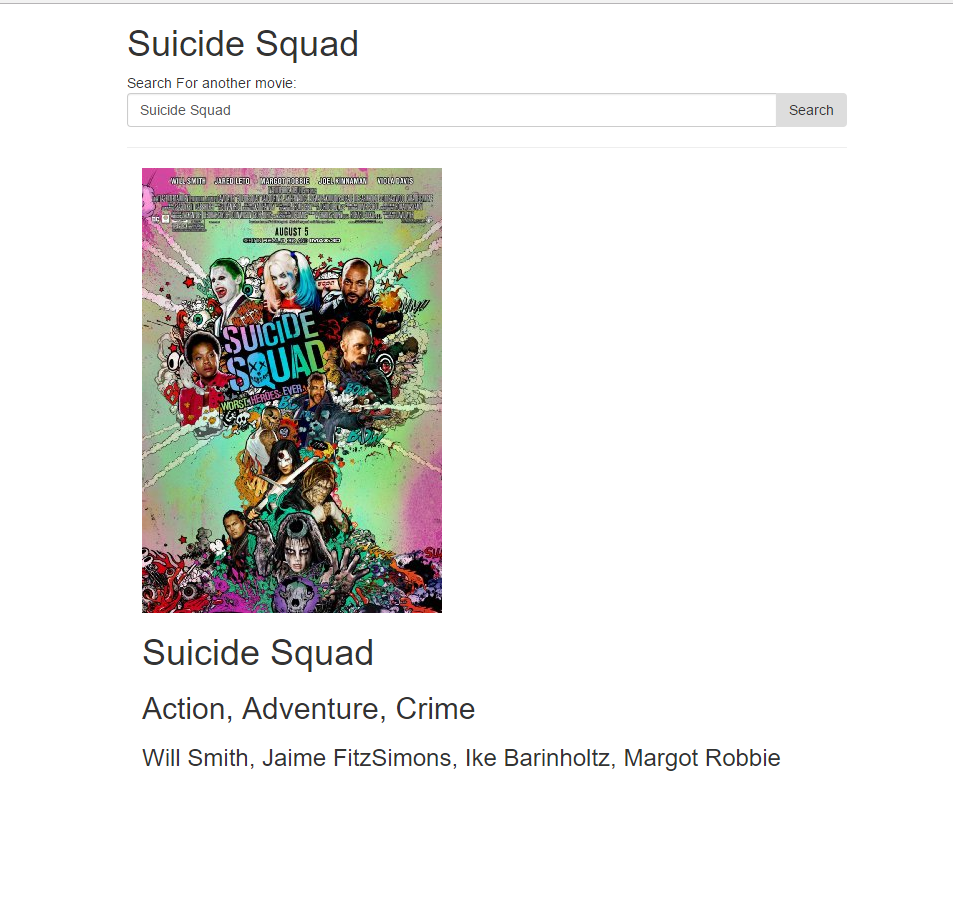 Suicide Squad
Search For another movie:
Suicide Squad
Search
WILL SMITH JARED LETO MARGOT ROBBIE JOEL KINNAMAN VIOLA DAVIS
AUGUST 5
SUICIDE
SQUAD
WORST. HEROES. EVER.
Suicide Squad
Action, Adventure, Crime
Will Smith, Jaime FitzSimons, Ike Barinholtz, Margot Robbie